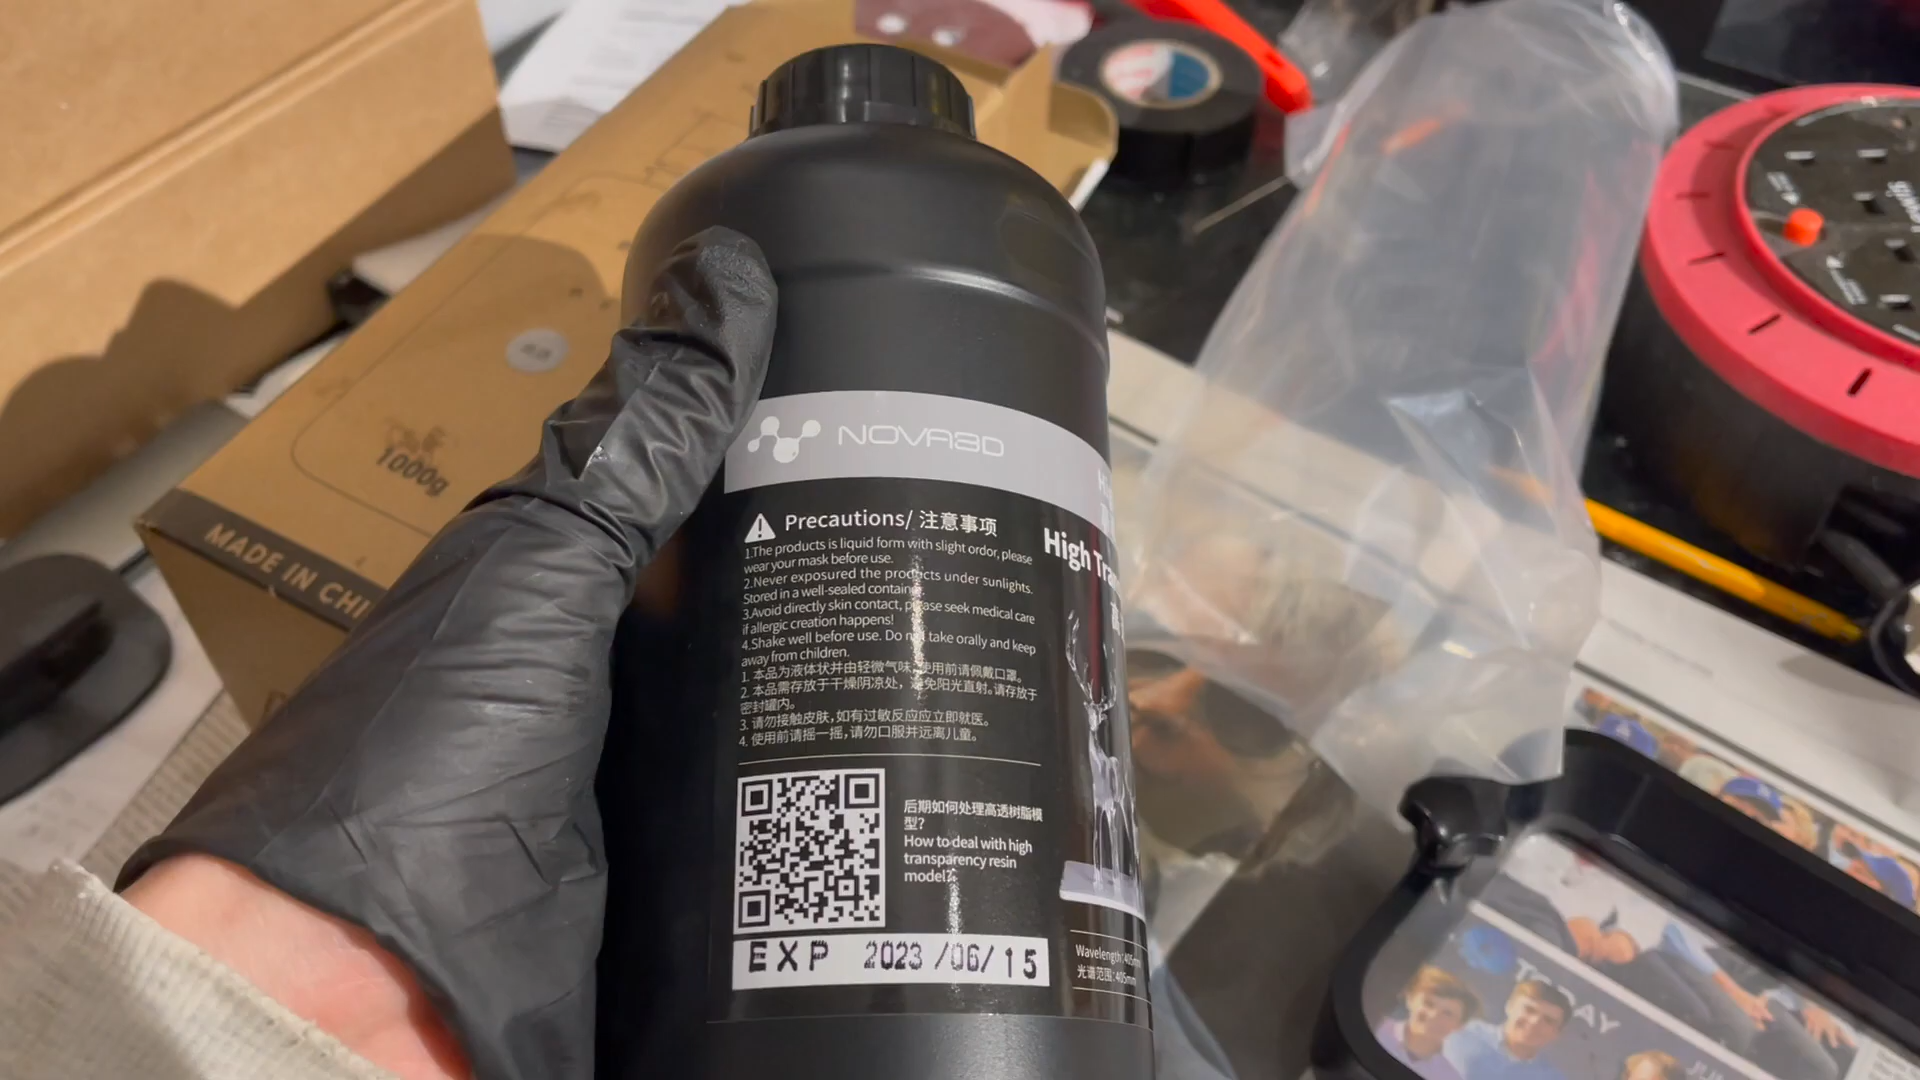 NOVA3D
Precautions/ 注意事项
1.The products is liquid form with slight ordor, please
wear your mask before use.
2.Never exposured the products under sunlights.
Stored in a well-sealed container.
3.Avoid directly skin contact, please seek medical care
if allergic creation happens!
4.Shake well before use. Do not take orally and keep
away from children.
1. 本品为液体状并由轻微气味,使用前请佩戴口罩。
2. 本品需存放于干燥阴凉处，避免阳光直射。请存放于
密封罐内。
3. 请勿接触皮肤，如有过敏反应应立即就医。
4. 使用前请摇一摇，请勿口服并远离儿童。
后期如何处理高透树脂模
型？
How to deal with high
transparency resin
model?
EXP 2023 /06/ 15
High
Wavelength:405
光谱范围:405mm
1000g
MADE IN